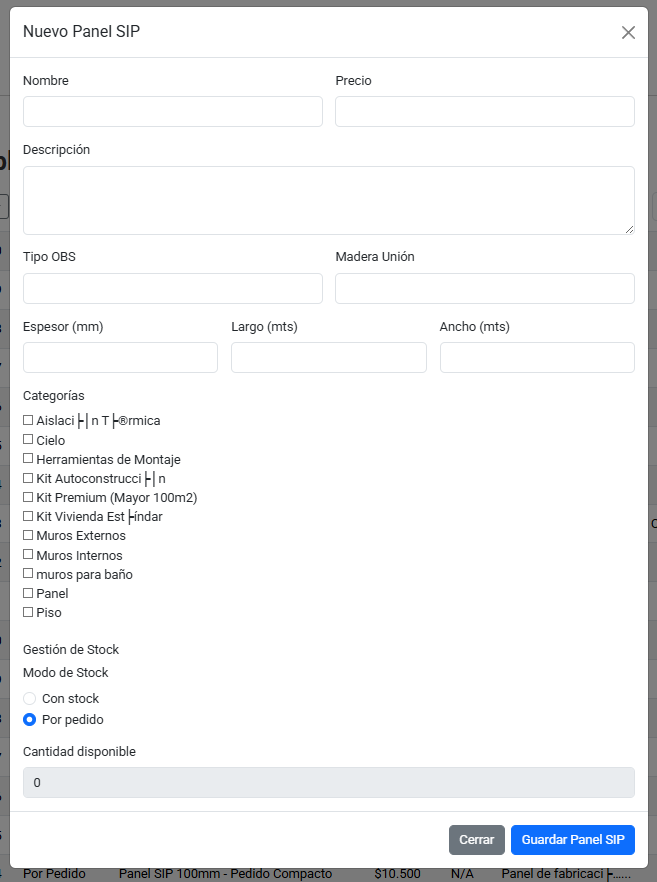 Nuevo Panel SIP
Nombre
Precio
Descripción
Tipo OBS
Madera Unión
Espesor (mm)
Largo (mts)
Ancho (mts)
Categorías
Aislaci├│n T├®rmica
Cielo
Herramientas de Montaje
Kit Autoconstrucci├│n
Kit Premium (Mayor 100m2)
Kit Vivienda Est├índar
Muros Externos
Muros Internos
muros para baño
Panel
Piso
Gestión de Stock
Modo de Stock
Con stock
Por pedido
Cantidad disponible
0
Cerrar
Guardar Panel SIP
Por Pedido Panel SIP 100mm - Pedido Compacto $10.500 N/A Panel de fabricaci├......